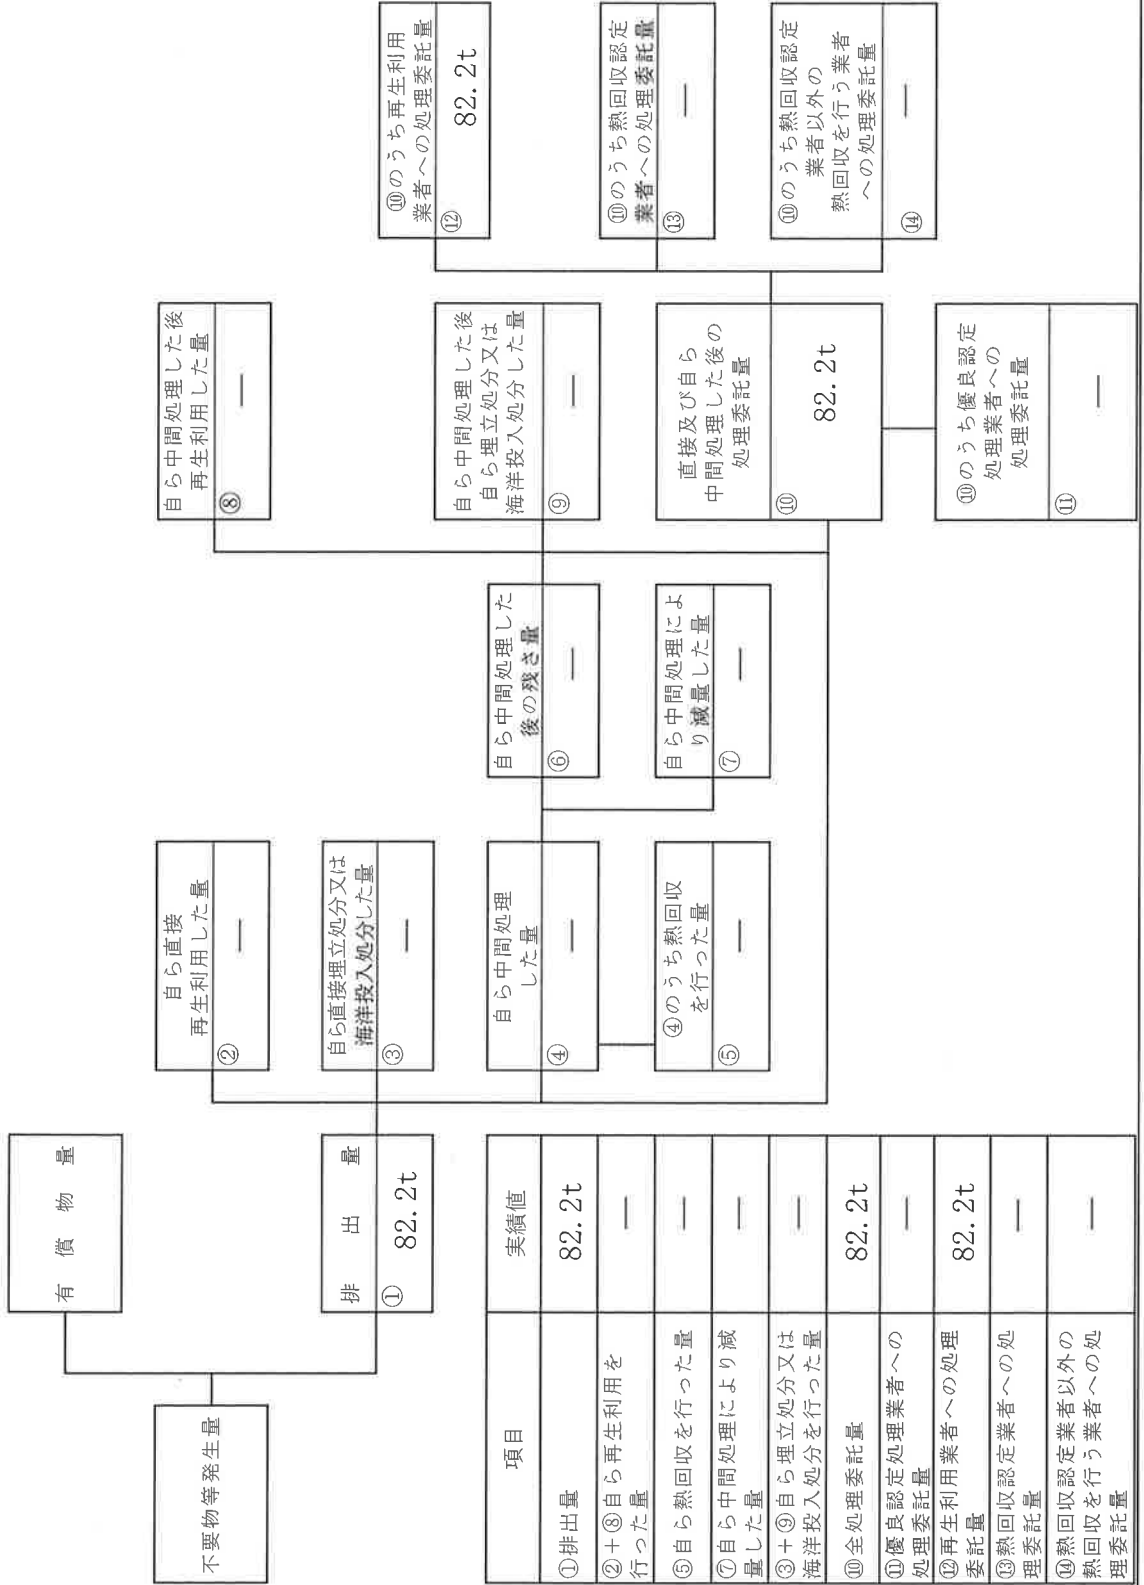 不要物等発生量
有償物量
排出量
① 82.2t
自ら直接
再生利用した量
② ―
自ら直接埋立処分又は
海洋投入処分した量
③ ―
自ら中間処理
した量
④ ―
④のうち熱回収
を行った量
⑤ ―
自ら中間処理した
後の残さ量
⑥ ―
自ら中間処理によ
り減量した量
⑦ ―
自ら中間処理した後
再生利用した量
⑧ ―
自ら中間処理した後
自ら埋立処分又は
海洋投入処分した量
⑨ ―
直接及び自ら
中間処理した後の
処理委託量
⑩ 82.2t
⑩のうち優良認定
処理業者への
処理委託量
⑪ ―
⑩のうち再生利用
業者への処理委託量
⑫ 82.2t
⑩のうち熱回収認定
業者への処理委託量
⑬ ―
⑩のうち熱回収認定
業者以外の
熱回収を行う業者
への処理委託量
⑭ ―
項目 実績値
①排出量 82.2t
②+⑧自ら再生利用を
行った量 ―
⑤自ら熱回収を行った量 ―
⑦自ら中間処理により減
量した量 ―
③+⑨自ら埋立処分又は
海洋投入処分を行った量 ―
⑩全処理委託量 82.2t
⑪優良認定処理業者への
処理委託量 ―
⑫再生利用業者への処理
委託量 82.2t
⑬熱回収認定業者への処
理委託量 ―
⑭熱回収認定業者以外の
熱回収を行う業者への処
理委託量 ―